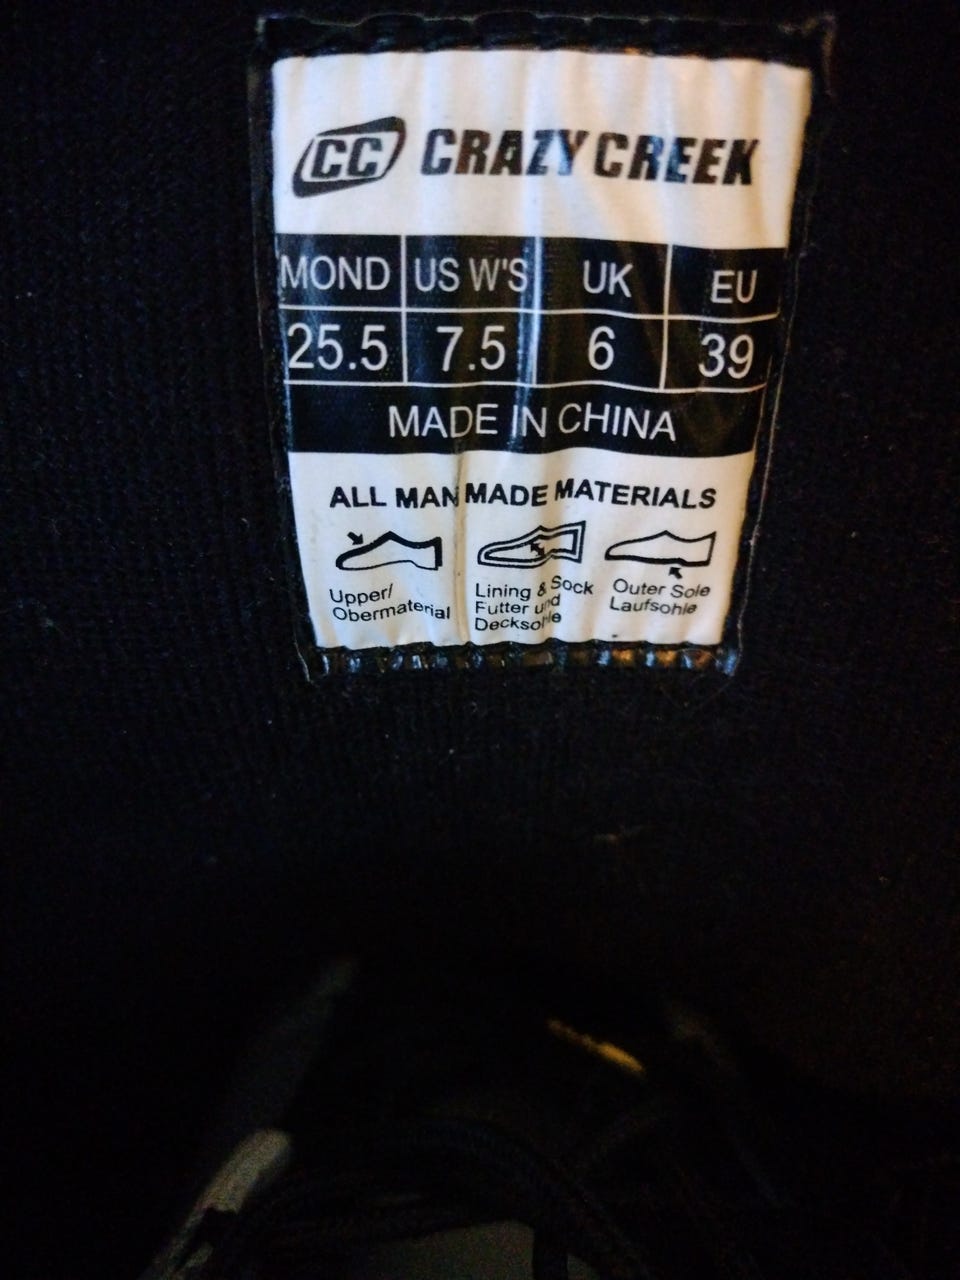 CC CRAZY CREEK
MOND US W'S UK EU
25.5 7.5 6 39
MADE IN CHINA
ALL MAN MADE MATERIALS
Upper/
Obermaterial
Lining & Sock
Futter und
Decksohle
Outer Sole
Laufsohle